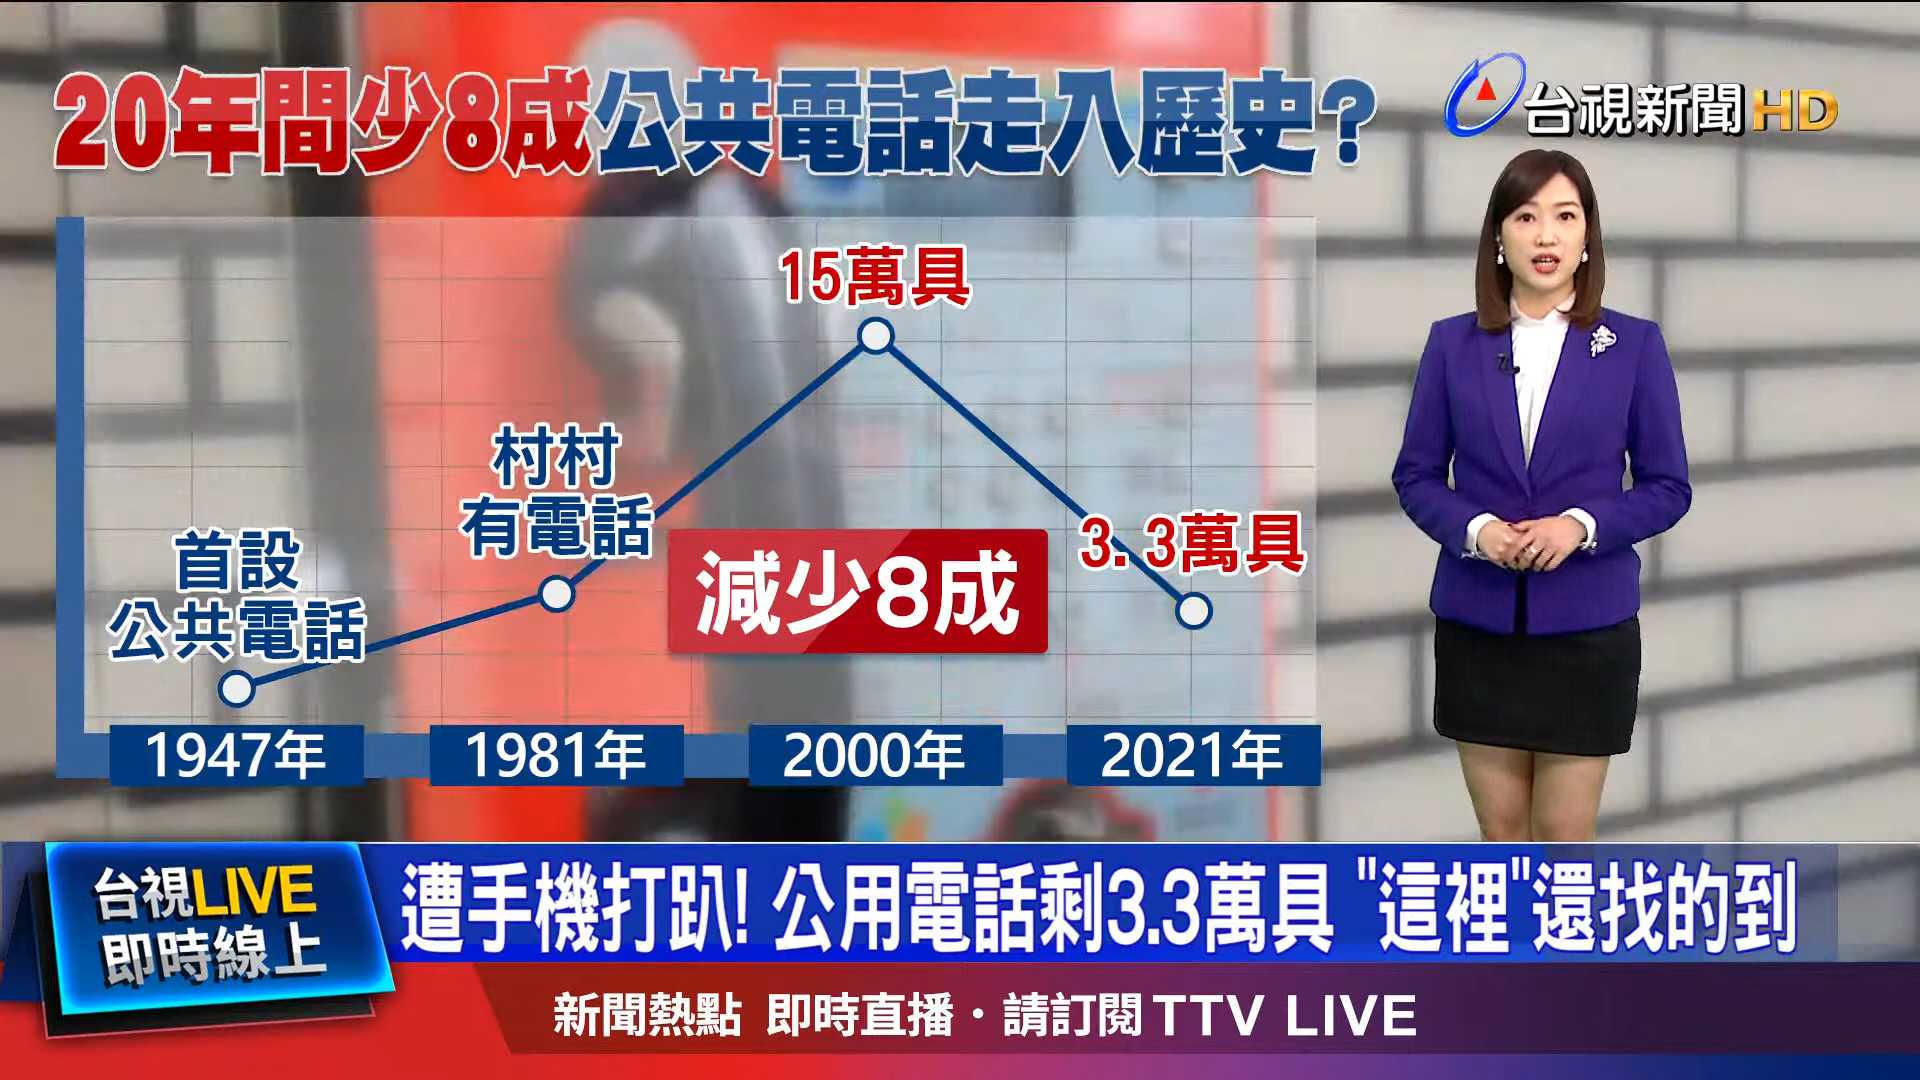 20年間少8成公共電話走入歷史?
台視新聞HD
15萬具
村村
有電話
首設
公共電話
3.3萬具
減少8成
1947年
1981年
2000年
2021年
台視LIVE
即時線上
遭手機打趴! 公用電話剩3.3萬具 "這裡"還找的到
新聞熱點 即時直播·請訂閱TTV LIVE